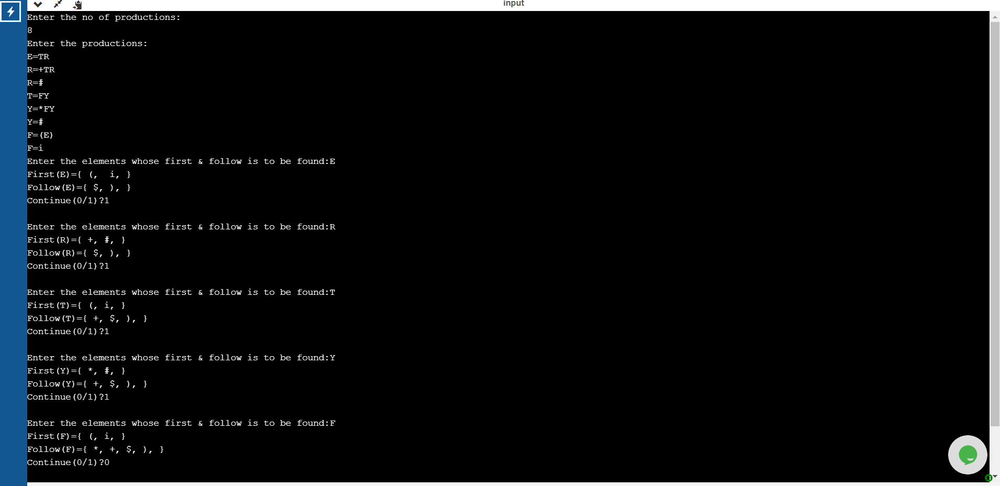 input
Enter the no of productions:
8
Enter the productions:
E=TR
R=+TR
R=#
T=FY
Y=*FY
Y=#
F=(E)
F=i
Enter the elements whose first & follow is to be found:E
First(E)={ (,  i, }
Follow(E)={ $, ), }
Continue(0/1)?1
Enter the elements whose first & follow is to be found:R
First(R)={ +, #, }
Follow(R)={ $, ), }
Continue(0/1)?1
Enter the elements whose first & follow is to be found:T
First(T)={ (, i, }
Follow(T)={ +, $, ), }
Continue(0/1)?1
Enter the elements whose first & follow is to be found:Y
First(Y)={ *, #, }
Follow(Y)={ +, $, ), }
Continue(0/1)?1
Enter the elements whose first & follow is to be found:F
First(F)={ (, i, }
Follow(F)={ *, +, $, ), }
Continue(0/1)?0